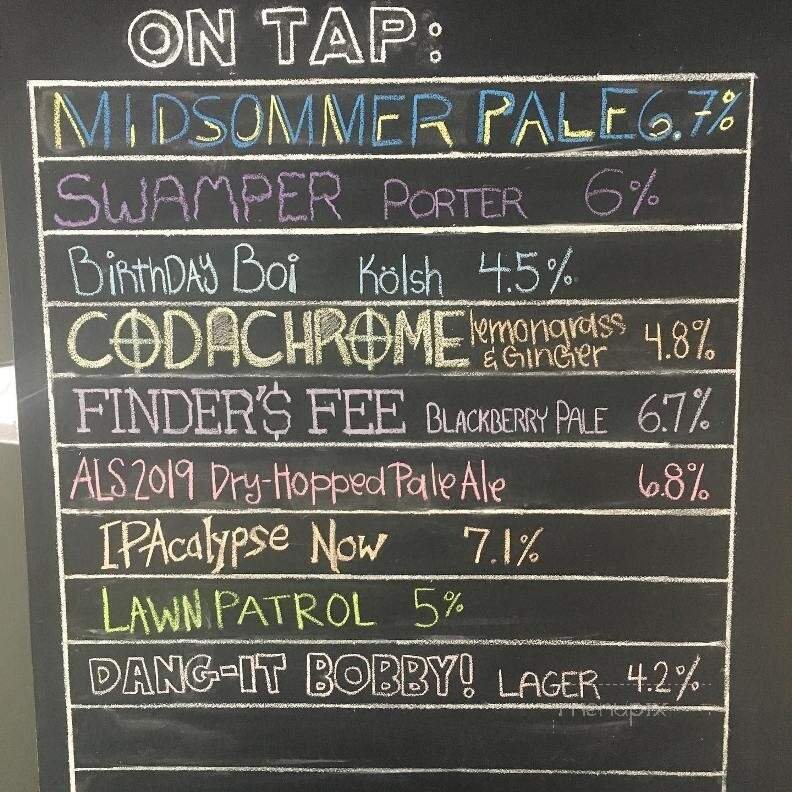 ON TAP:
MIDSOMMER PALE 6.7%
SWAMPER PORTER 6%
BirthDAY Boi Kölsh 4.5%
CODACHROME lemongrass & GinGer 4.8%
FINDER'$ FEE BLACKBERRY PALE 6.7%
ALS 2019 Dry-Hopped Pale Ale 6.8%
IPAcalypse Now 7.1%
LAWN PATROL 5%
DANG-IT BOBBY! LAGER 4.2%
menupix